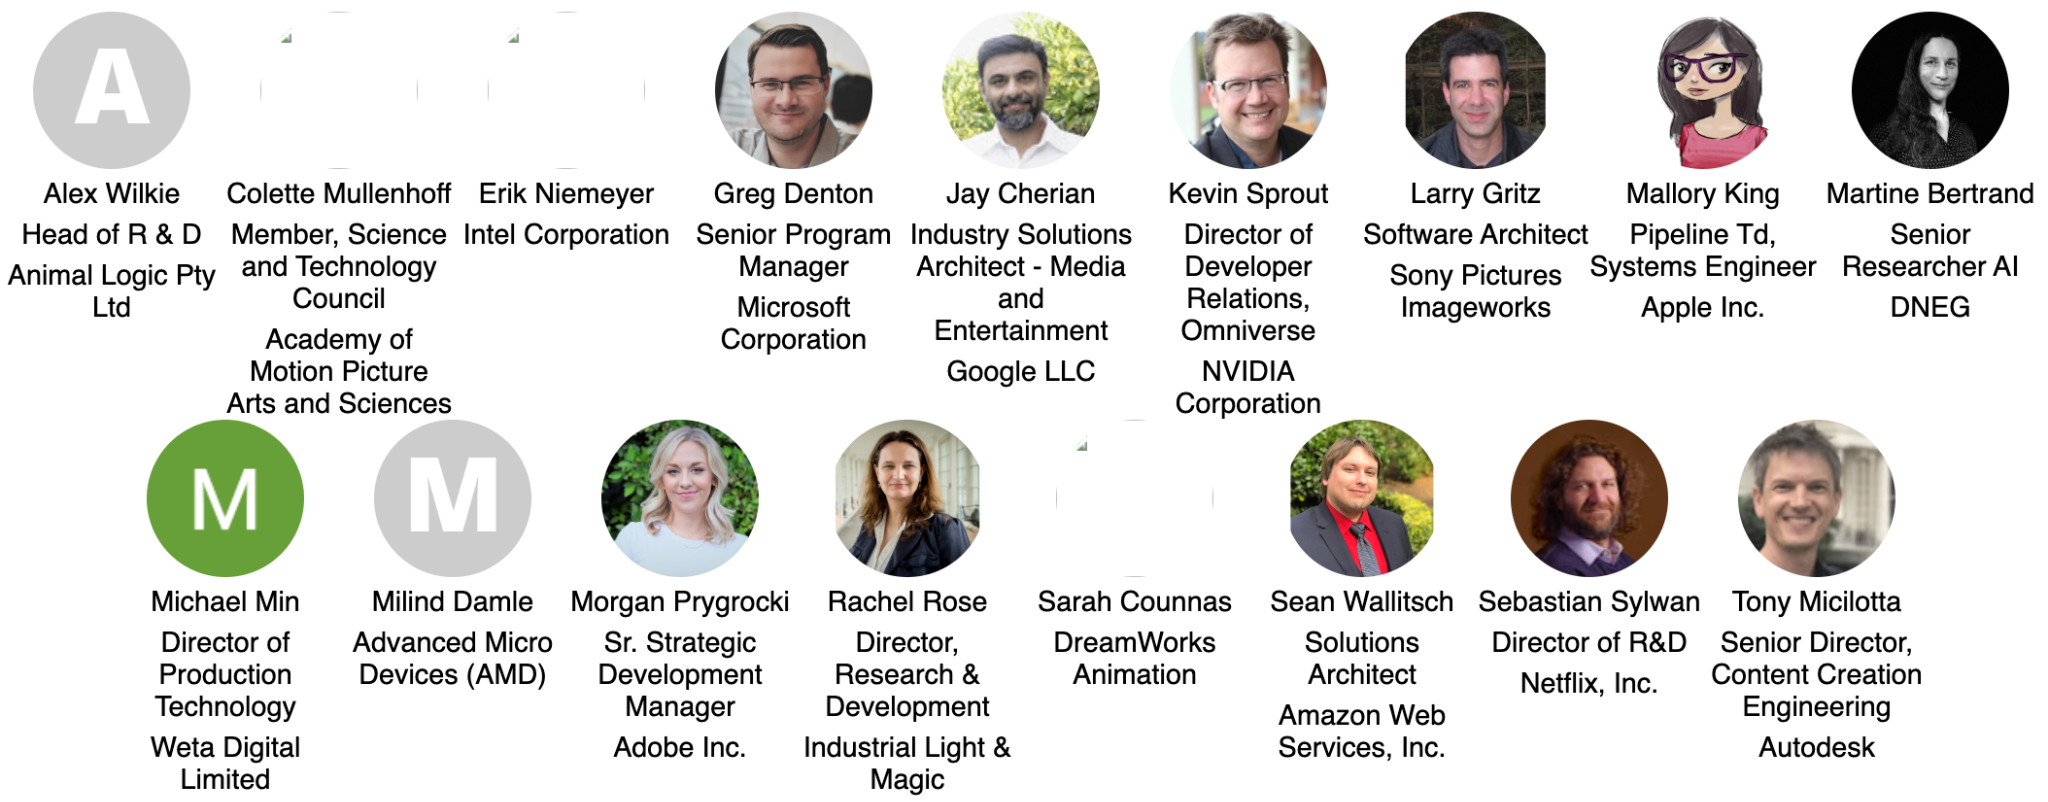 A
Alex Wilkie
Head of R & D
Animal Logic Pty
Ltd
Colette Mullenhoff
Member, Science
and Technology
Council
Academy of
Motion Picture
Arts and Sciences
Erik Niemeyer
Intel Corporation
Greg Denton
Senior Program
Manager
Microsoft
Corporation
Jay Cherian
Industry Solutions
Architect - Media
and
Entertainment
Google LLC
Kevin Sprout
Director of
Developer
Relations,
Omniverse
NVIDIA
Corporation
Larry Gritz
Software Architect
Sony Pictures
Imageworks
Mallory King
Pipeline Td,
Systems Engineer
Apple Inc.
Martine Bertrand
Senior
Researcher AI
DNEG
M
Michael Min
Director of
Production
Technology
Weta Digital
Limited
M
Milind Damle
Advanced Micro
Devices (AMD)
Morgan Prygrocki
Sr. Strategic
Development
Manager
Adobe Inc.
Rachel Rose
Director,
Research &
Development
Industrial Light &
Magic
Sarah Counnas
DreamWorks
Animation
Sean Wallitsch
Solutions
Architect
Amazon Web
Services, Inc.
Sebastian Sylwan
Director of R&D
Netflix, Inc.
Tony Micilotta
Senior Director,
Content Creation
Engineering
Autodesk